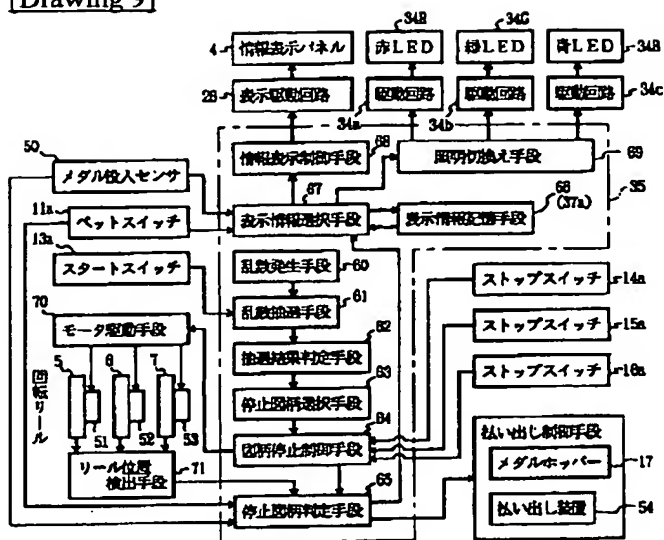 [Drawing 9]
34R 34G
4 情報表示パネル 赤LED 緑LED 青LED 34B
28 表示駆動回路 駆動回路 駆動回路 駆動回路 34c
34a 34b
50 情報表示制御手段 68 照明切換え手段 69
メダル投入センサ 67
11a ベットスイッチ 表示情報選択手段 表示情報記憶手段 66 (37a) 35
13a スタートスイッチ 乱数発生手段 60
乱数抽選手段 61 ストップスイッチ 14a
70 モータ駆動手段 抽選結果判定手段 62 ストップスイッチ 15a
5 6 7 停止図柄選択手段 63 ストップスイッチ 16a
回転リール 51 52 53 図柄停止制御手段 64
払い出し制御手段
メダルホッパー 17
リール位置
検出手段 71
65
停止図柄判定手段 払い出し装置 54